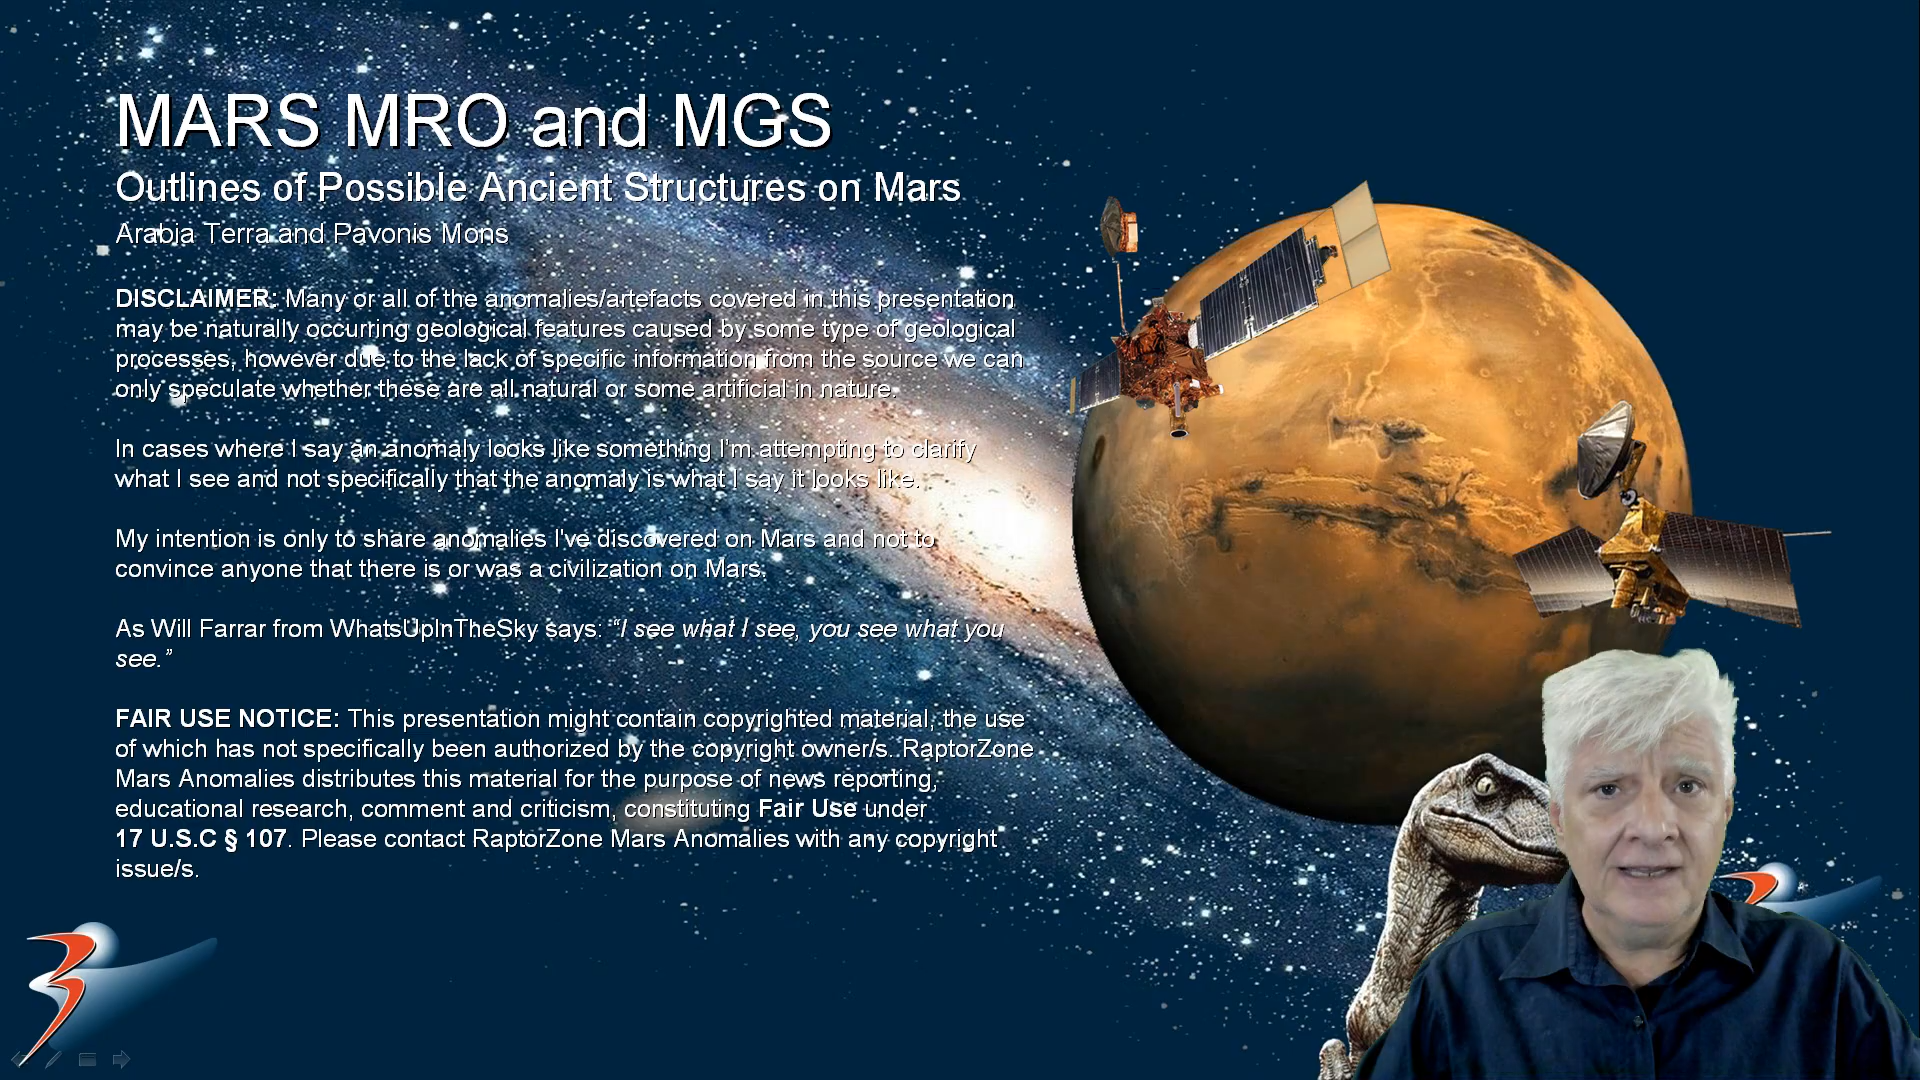 MARS MRO and MGS
Outlines of Possible Ancient Structures on Mars
Arabia Terra and Pavonis Mons
DISCLAIMER: Many or all of the anomalies/artefacts covered in this presentation
may be naturally occurring geological features caused by some type of geological
processes, however due to the lack of specific information from the source we can
only speculate whether these are all natural or some artificial in nature.
In cases where I say an anomaly looks like something I'm attempting to clarify
what I see and not specifically that the anomaly is what I say it looks like.
My intention is only to share anomalies I've discovered on Mars and not to
convince anyone that there is or was a civilization on Mars.
As Will Farrar from WhatsUpInTheSky says: “I see what I see, you see what you
see.”
FAIR USE NOTICE: This presentation might contain copyrighted material, the use
of which has not specifically been authorized by the copyright owner/s. RaptorZone
Mars Anomalies distributes this material for the purpose of news reporting,
educational research, comment and criticism, constituting Fair Use under
17 U.S.C § 107. Please contact RaptorZone Mars Anomalies with any copyright
issue/s.